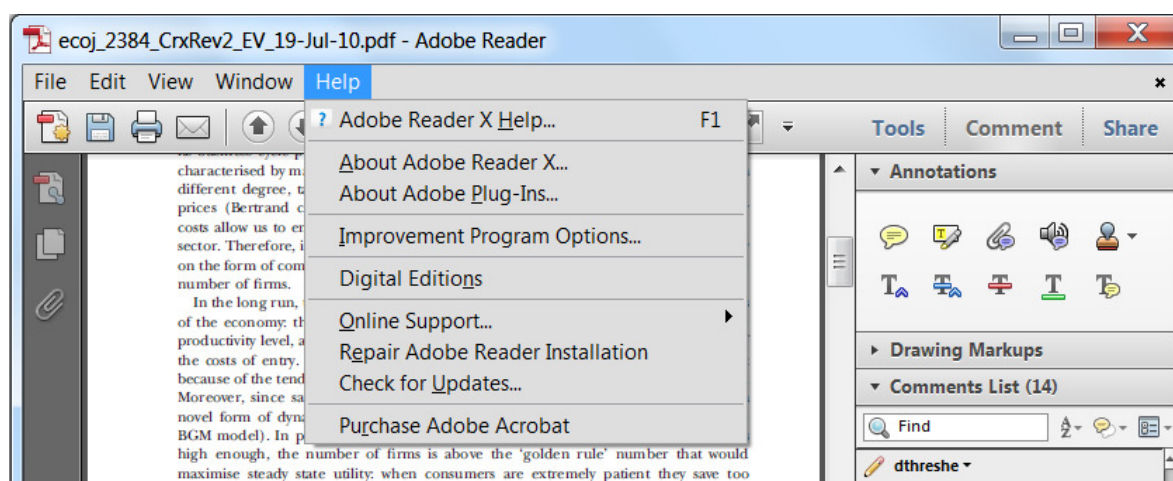 ecoj_2384_CrxRev2_EV_19-Jul-10.pdf - Adobe Reader
File Edit View Window Help
Adobe Reader X Help... F1
About Adobe Reader X...
About Adobe Plug-Ins...
Improvement Program Options...
Digital Editions
Online Support...
Repair Adobe Reader Installation
Check for Updates...
Purchase Adobe Acrobat
Tools Comment Share
characterised by
different degree,
prices (Bertrand
costs allow us to
sector. Therefore,
on the form of
number of firms.
In the long run,
of the economy:
productivity level,
the costs of entry.
because of the
Moreover, since
novel form of
BGM model). In
high enough, the number of firms is above the 'golden rule' number that would
maximise steady state utility: when consumers are extremely patient they save too
Annotations
Drawing Markups
Comments List (14)
Find
dthreshe